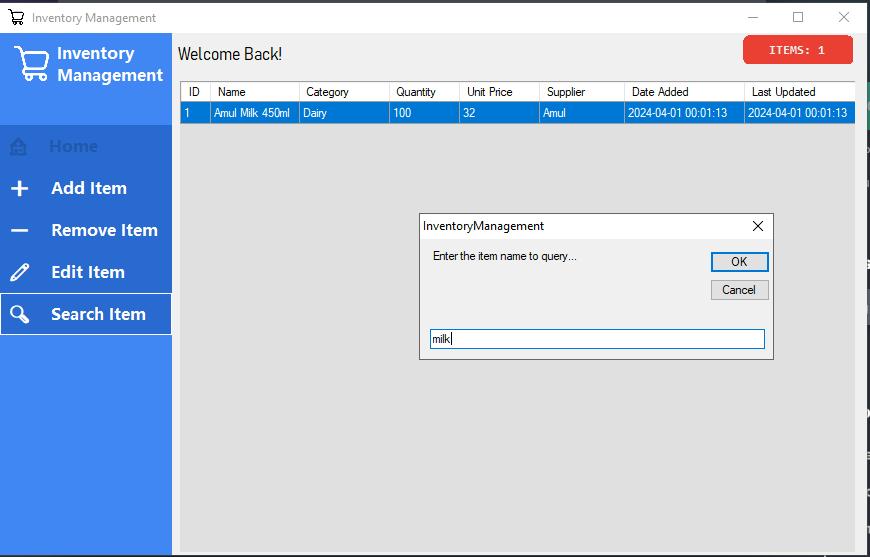 Inventory Management
Inventory
Management
Home
Add Item
Remove Item
Edit Item
Search Item
Welcome Back!
ITEMS: 1
ID Name Category Quantity Unit Price Supplier Date Added Last Updated
1 Amul Milk 450ml Dairy 100 32 Amul 2024-04-01 00:01:13 2024-04-01 00:01:13
InventoryManagement
Enter the item name to query...
OK
Cancel
milk